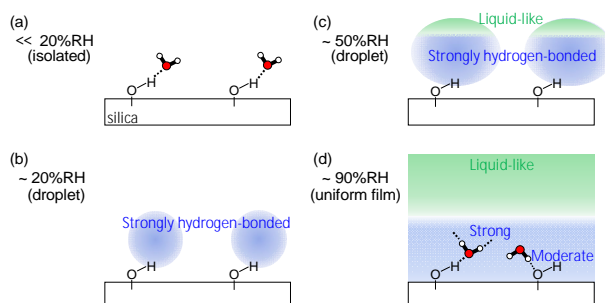 (a)
<< 20%RH
(isolated)
H
O
H
O
silica
(b)
~ 20%RH
(droplet)
Strongly hydrogen-bonded
H
O
H
O
(c)
~ 50%RH
(droplet)
Liquid-like
Strongly hydrogen-bonded
H
O
H
O
(d)
~ 90%RH
(uniform film)
Liquid-like
Strong
Moderate
H
O
H
O